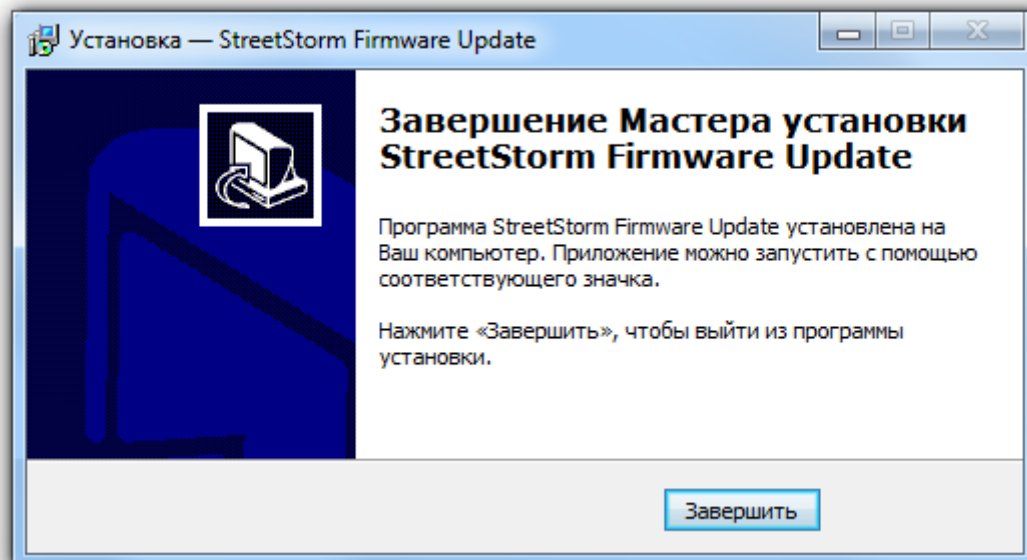 Установка — StreetStorm Firmware Update
Завершение Мастера установки
StreetStorm Firmware Update
Программа StreetStorm Firmware Update установлена на
Ваш компьютер. Приложение можно запустить с помощью
соответствующего значка.
Нажмите «Завершить», чтобы выйти из программы
установки.
Завершить